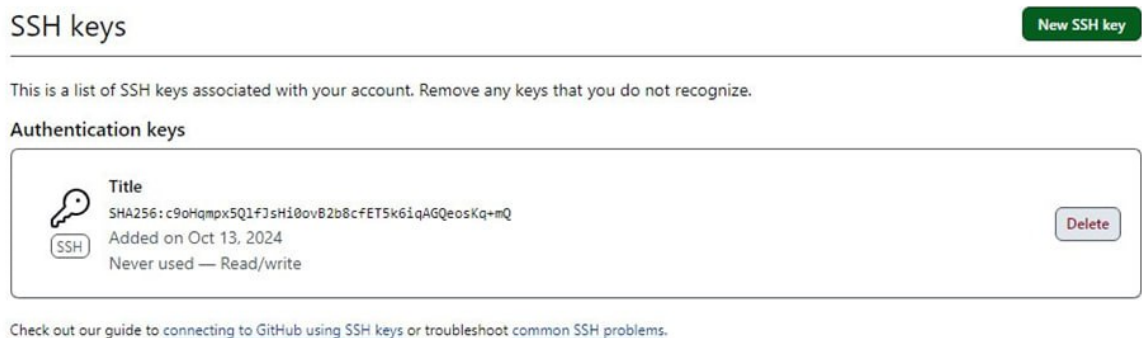 SSH keys
New SSH key
This is a list of SSH keys associated with your account. Remove any keys that you do not recognize.
Authentication keys
Title
SHA256:c9oHqmpx5Q1fJsHi0ovB2b8cfET5k6iqAGQeosKq+mQ
SSH
Added on Oct 13, 2024
Never used — Read/write
Delete
Check out our guide to connecting to GitHub using SSH keys or troubleshoot common SSH problems.